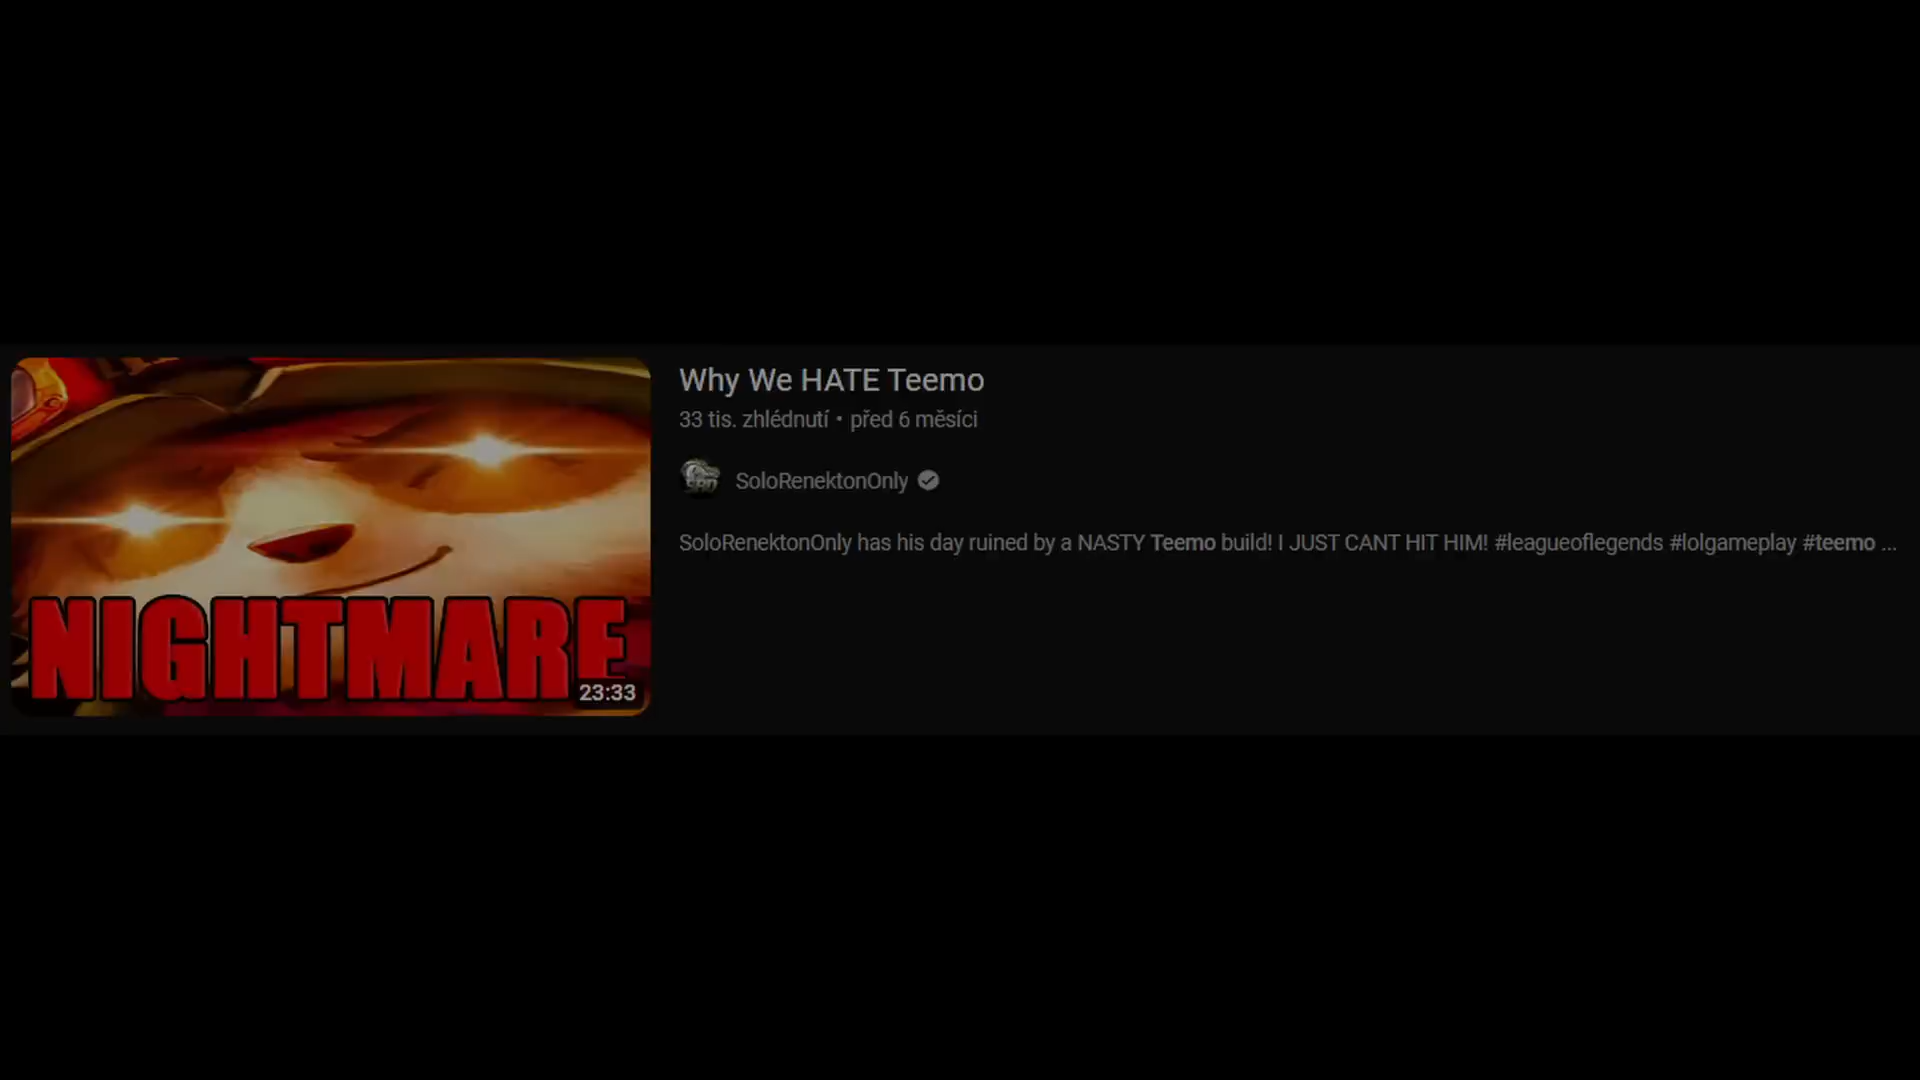 Why We HATE Teemo
33 tis. zhlédnutí • před 6 měsíci
SoloRenektonOnly
SoloRenektonOnly has his day ruined by a NASTY Teemo build! I JUST CANT HIT HIM! #leagueoflegends #lolgameplay #teemo ...
NIGHTMARE
23:33